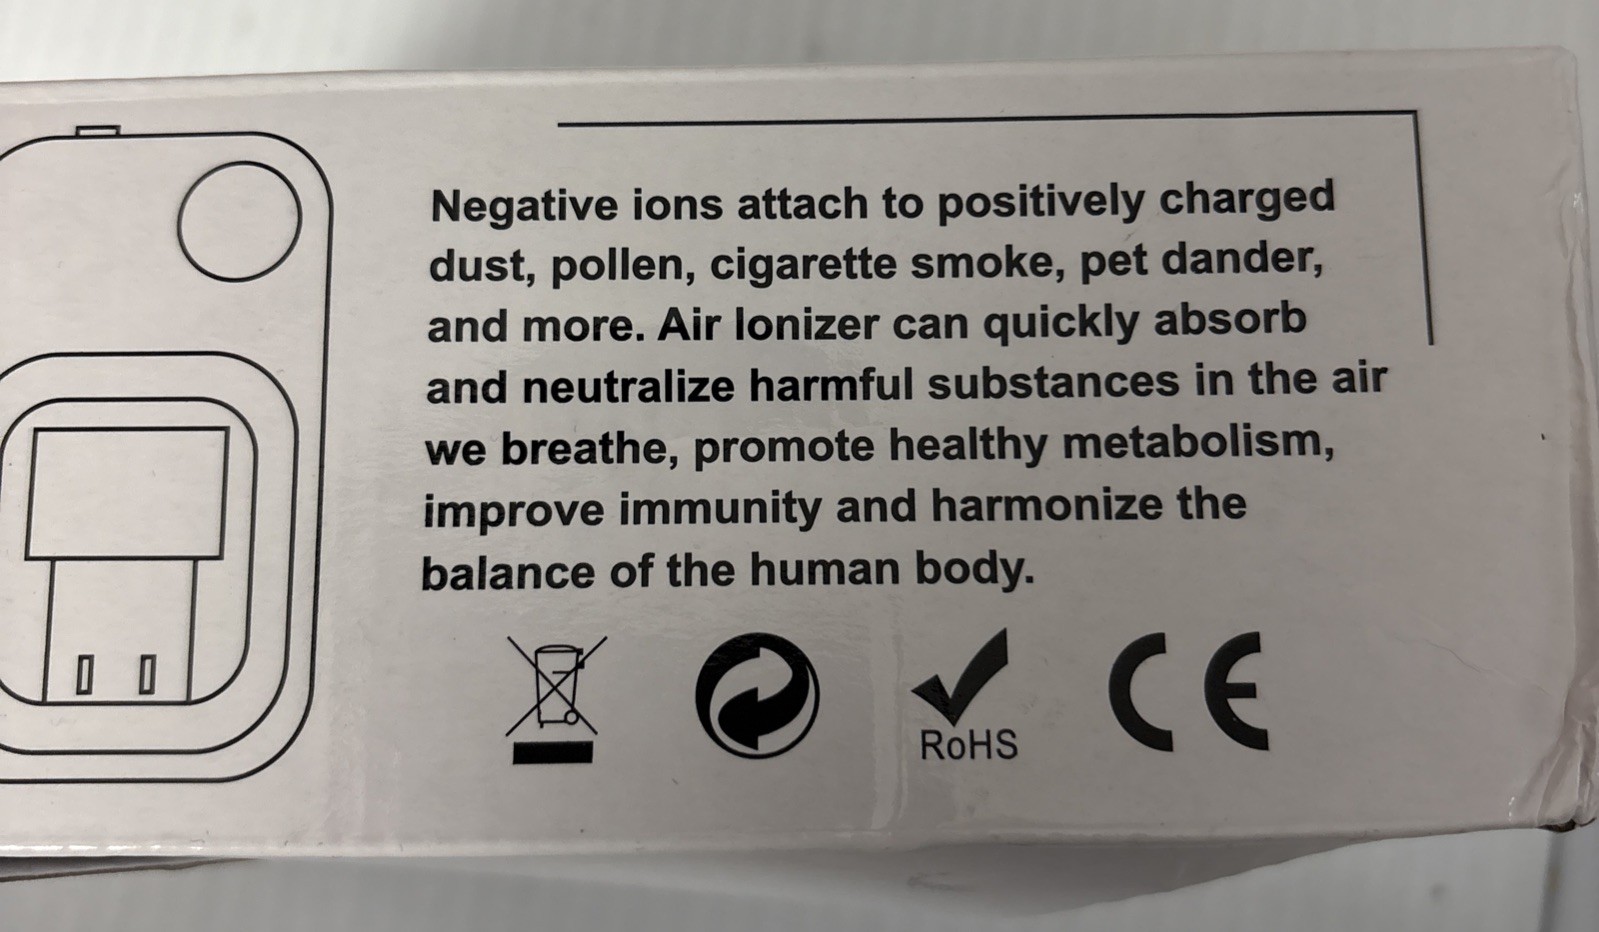 Negative ions attach to positively charged
dust, pollen, cigarette smoke, pet dander,
and more. Air Ionizer can quickly absorb
and neutralize harmful substances in the air
we breathe, promote healthy metabolism,
improve immunity and harmonize the
balance of the human body.
RoHS
CE